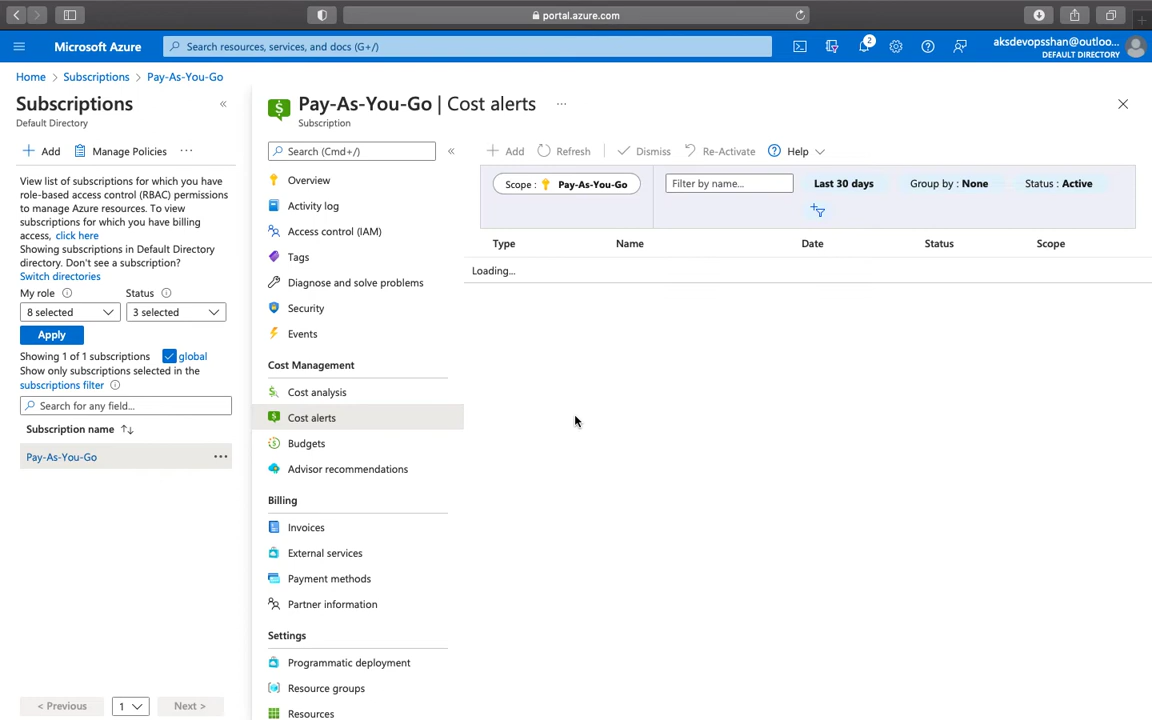 portal.azure.com
Microsoft Azure
Search resources, services, and docs (G+/)
2
aksdevopsshan@outloo...
DEFAULT DIRECTORY
Home > Subscriptions > Pay-As-You-Go
Subscriptions
«
Default Directory
+ Add
Manage Policies
...
View list of subscriptions for which you have
role-based access control (RBAC) permissions
to manage Azure resources. To view
subscriptions for which you have billing
access, click here
Showing subscriptions in Default Directory
directory. Don't see a subscription?
Switch directories
My role
Status
8 selected
3 selected
Apply
Showing 1 of 1 subscriptions
global
Show only subscriptions selected in the
subscriptions filter
Search for any field...
Subscription name ↑↓
Pay-As-You-Go
...
< Previous
1
Next >
Pay-As-You-Go | Cost alerts
...
Subscription
Search (Cmd+/)
«
Overview
Activity log
Access control (IAM)
Tags
Diagnose and solve problems
Security
Events
Cost Management
Cost analysis
Cost alerts
Budgets
Advisor recommendations
Billing
Invoices
External services
Payment methods
Partner information
Settings
Programmatic deployment
Resource groups
Resources
+ Add
Refresh
Dismiss
Re-Activate
Help
Scope : Pay-As-You-Go
Filter by name...
Last 30 days
Group by : None
Status : Active
Type
Name
Date
Status
Scope
Loading...